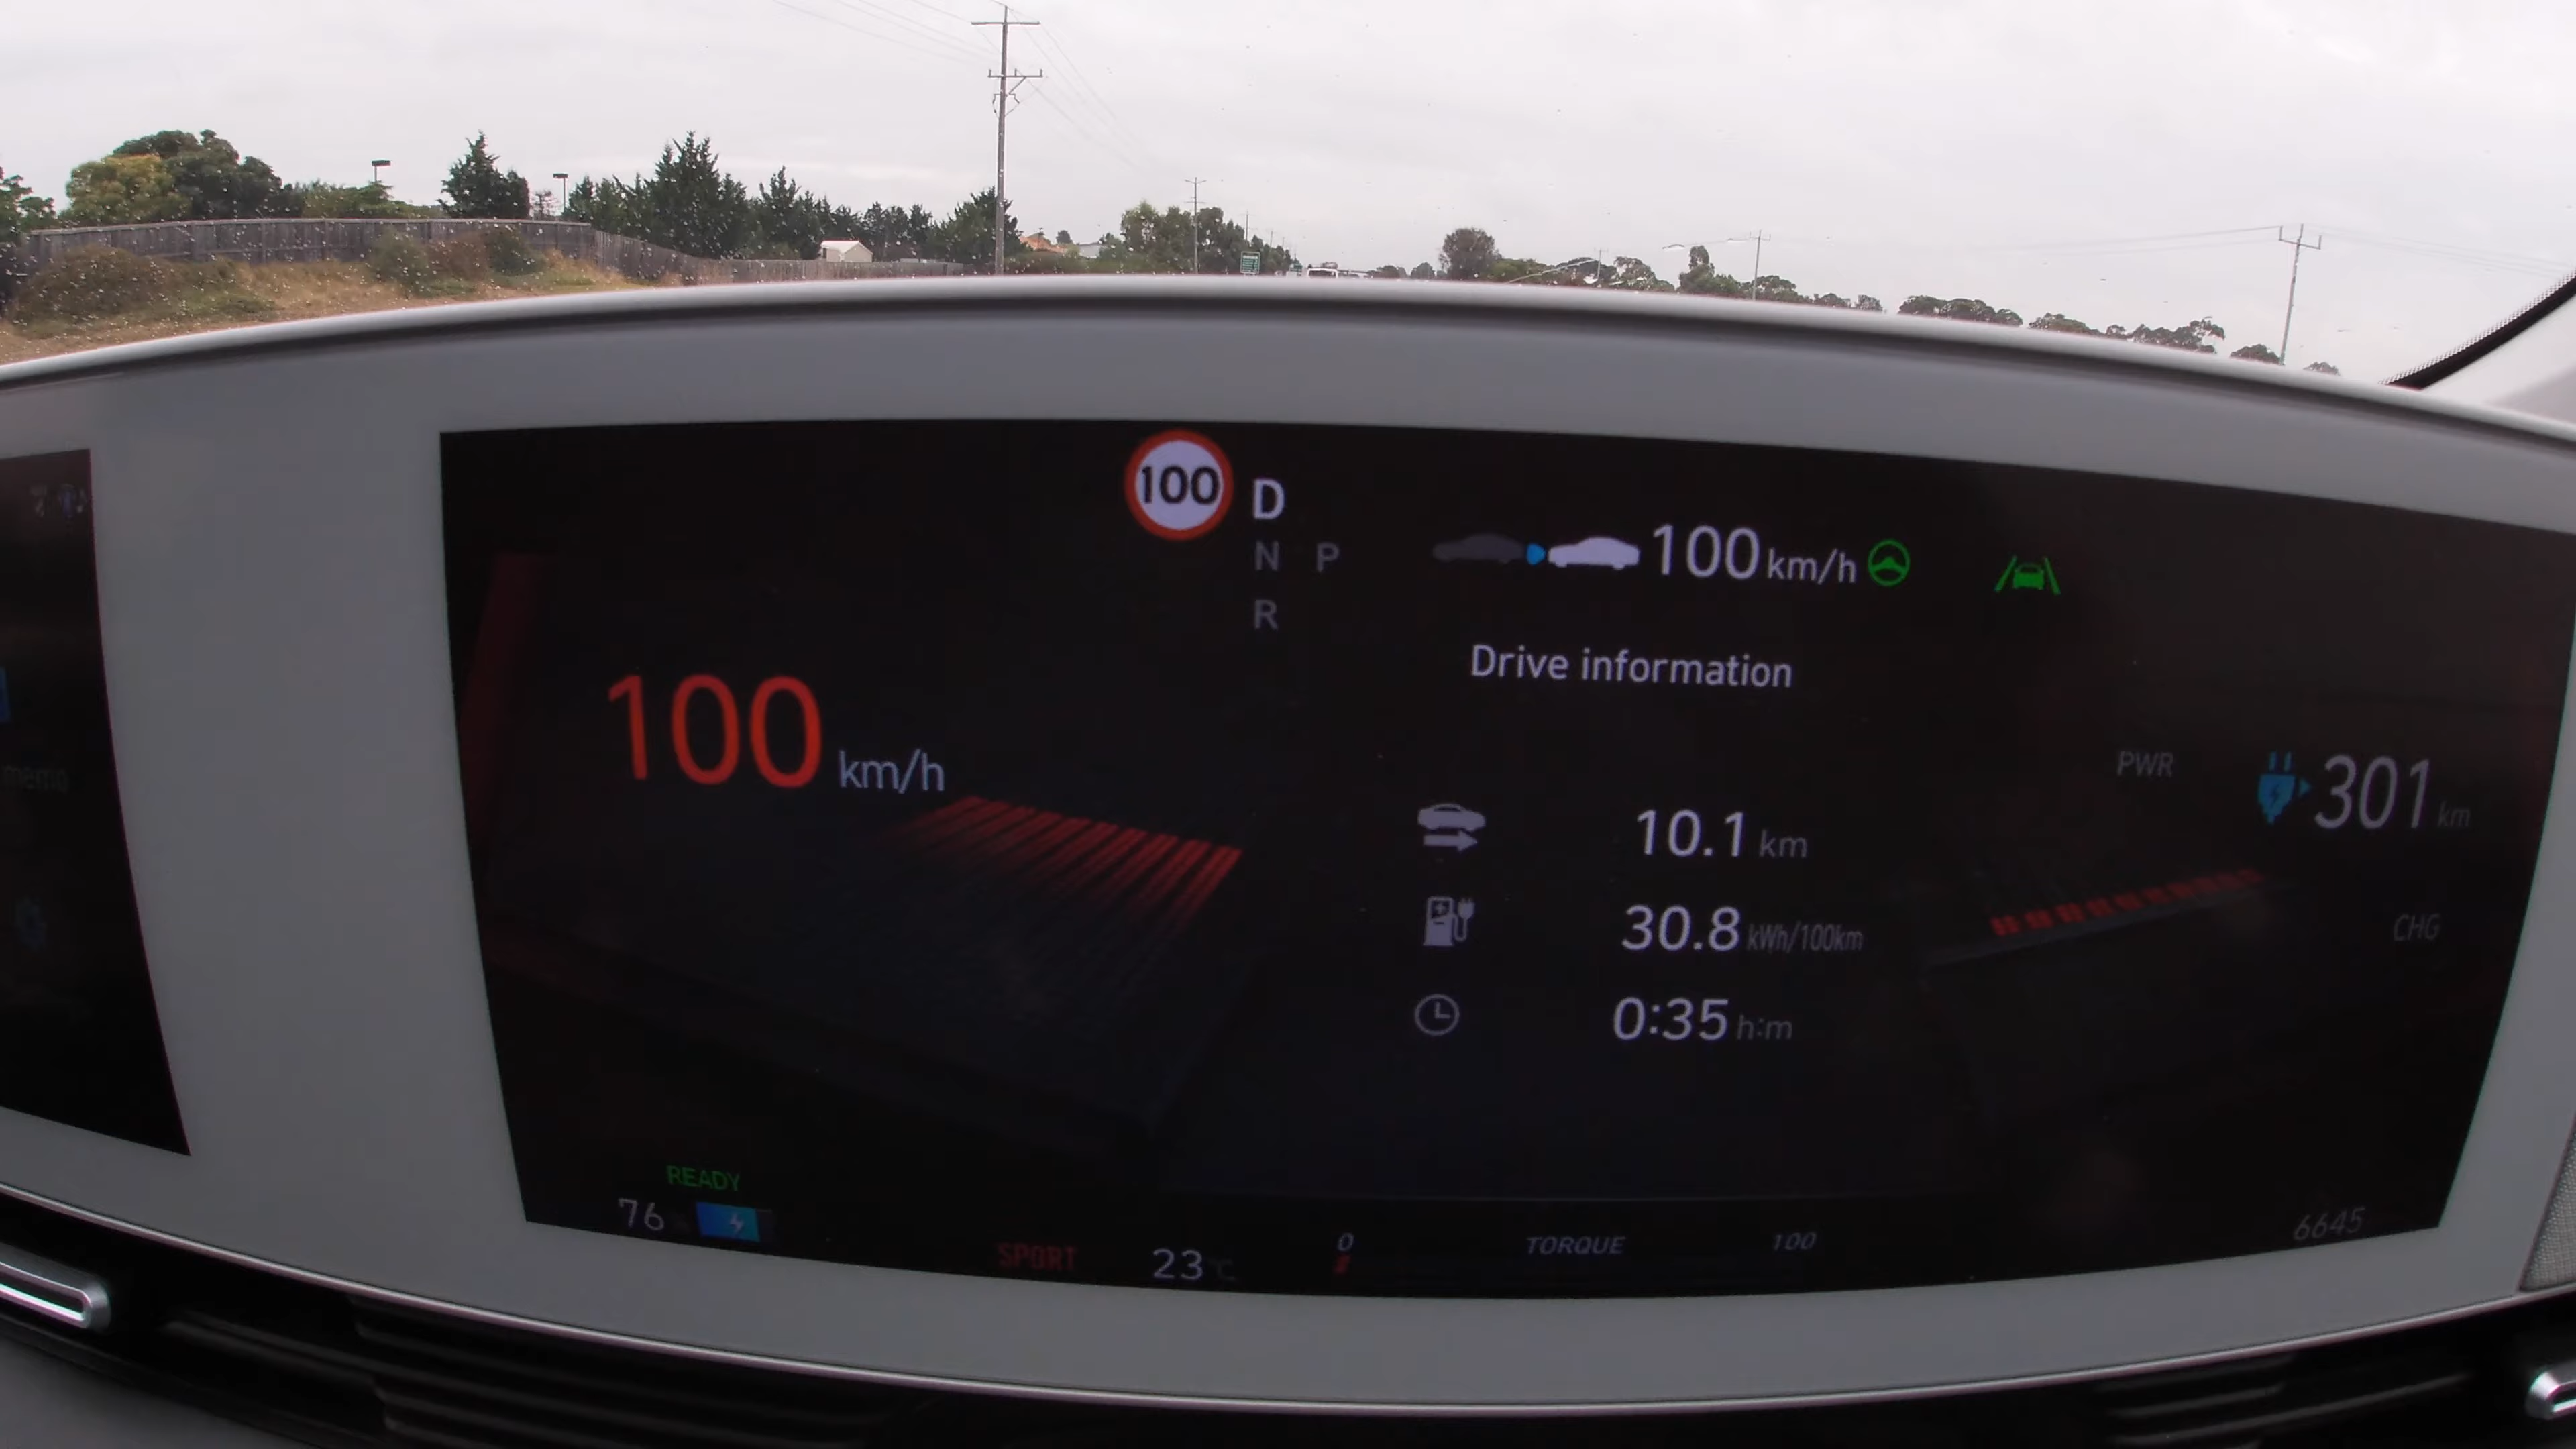 100
D
N P
R
100 km/h
Drive information
100 km/h
10.1 km
30.8 kWh/100km
0:35 h:m
PWR
301 km
CHG
memo
READY
76
SPORT
23 °C
0 TORQUE 100
6645